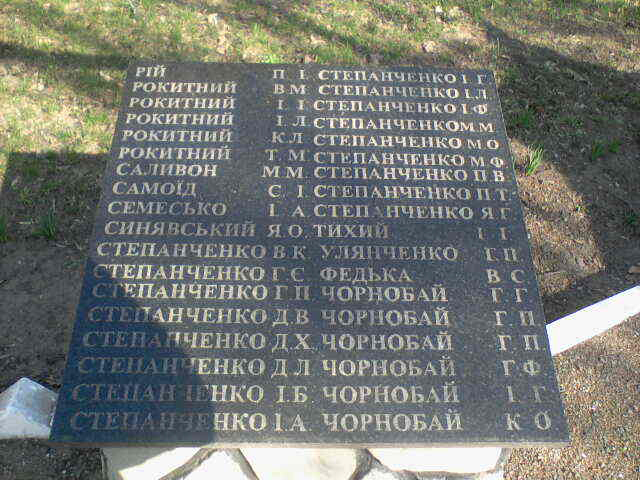 РІЙ П. І. СТЕПАНЧЕНКО І. Г.
РОКИТНИЙ В.М. СТЕПАНЧЕНКО І.Л.
РОКИТНИЙ І. І. СТЕПАНЧЕНКО І.Ф.
РОКИТНИЙ І.Л. СТЕПАНЧЕНКО М.М.
РОКИТНИЙ К.Л. СТЕПАНЧЕНКО М.О.
РОКИТНИЙ Т. М. СТЕПАНЧЕНКО М.Ф.
САЛИВОН М.М. СТЕПАНЧЕНКО П.В.
САМОЇД С. І. СТЕПАНЧЕНКО П.Т.
СЕМЕСЬКО І. А. СТЕПАНЧЕНКО Я.Г.
СИНЯВСЬКИЙ Я.О. ТИХИЙ І. І.
СТЕПАНЧЕНКО В.К. УЛЯНЧЕНКО Г.П.
СТЕПАНЧЕНКО Г.Є. ФЕДЬКА В.С.
СТЕПАНЧЕНКО Г.П. ЧОРНОБАЙ Г. Г.
СТЕПАНЧЕНКО Д.В. ЧОРНОБАЙ Г. П.
СТЕПАНЧЕНКО Д.Х. ЧОРНОБАЙ Г. П.
СТЕПАНЧЕНКО Д.Л. ЧОРНОБАЙ Г.Ф.
СТЕПАНЧЕНКО І.Б. ЧОРНОБАЙ І. Г.
СТЕПАНЧЕНКО І.А. ЧОРНОБАЙ К.О.